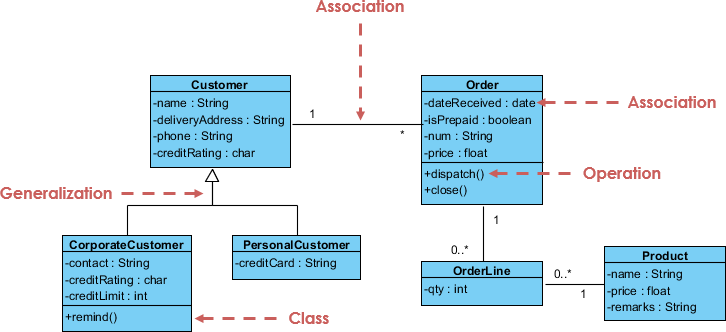 Association
Customer
-name : String
-deliveryAddress : String
-phone : String
-creditRating : char
1
*
Order
-dateReceived : date
-isPrepaid : boolean
-num : String
-price : float
+dispatch()
+close()
Association
Operation
Generalization
1
0..*
CorporateCustomer
-contact : String
-creditRating : char
-creditLimit : int
+remind()
PersonalCustomer
-creditCard : String
OrderLine
-qty : int
0..*
1
Product
-name : String
-price : float
-remarks : String
Class